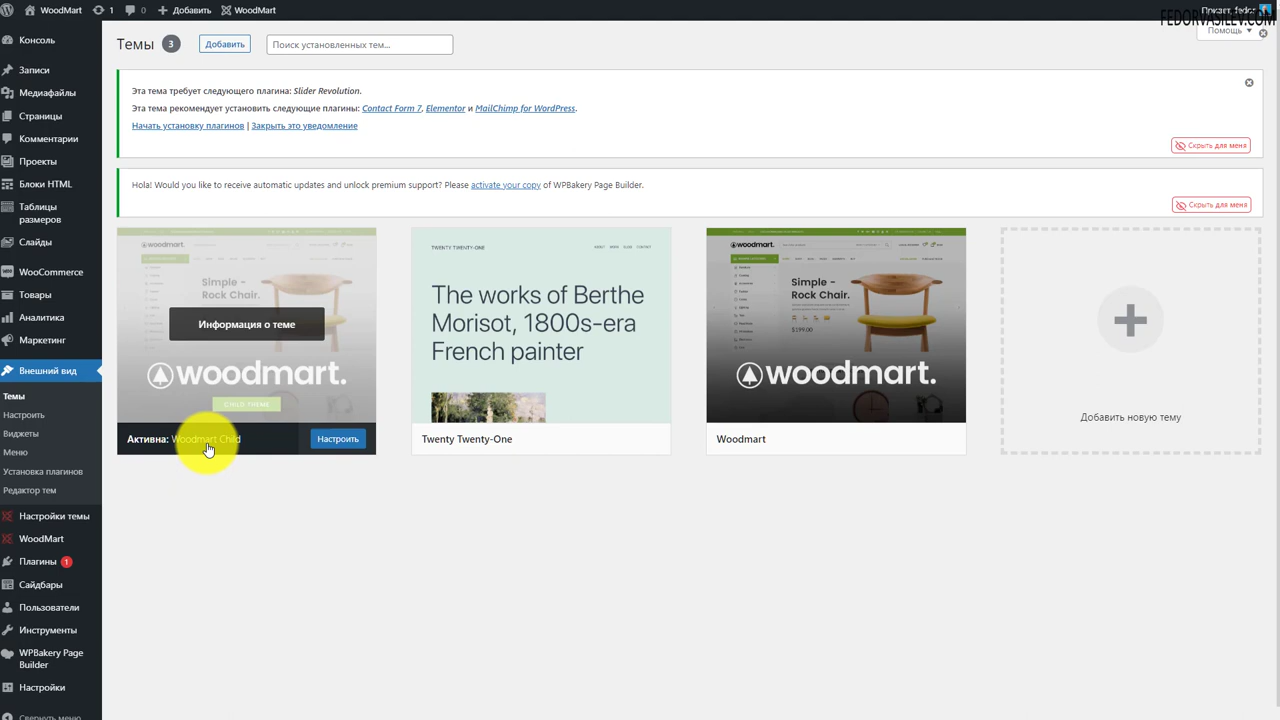 WoodMart 1 0 Добавить WoodMart Привет, fedor
FEDORVASILEV.COM
Помощь
Консоль
Записи
Медиафайлы
Страницы
Комментарии
Проекты
Блоки HTML
Таблицы
размеров
Слайды
WooCommerce
Товары
Аналитика
Маркетинг
Внешний вид
Темы
Настроить
Виджеты
Меню
Установка плагинов
Редактор тем
Настройки темы
WoodMart
Плагины 1
Сайдбары
Пользователи
Инструменты
WPBakery Page
Builder
Настройки
Свернуть меню
Темы 3 Добавить Поиск установленных тем...
Эта тема требует следующего плагина: Slider Revolution.
Эта тема рекомендует установить следующие плагины: Contact Form 7, Elementor и MailChimp for WordPress.
Начать установку плагинов | Закрыть это уведомление
Скрыть для меня
Hola! Would you like to receive automatic updates and unlock premium support? Please activate your copy of WPBakery Page Builder.
Скрыть для меня
woodmart.
Simple -
Rock Chair.
Информация о теме
woodmart.
CHILD THEME
Активна: Woodmart Child Настроить
TWENTY TWENTY-ONE
The works of Berthe
Morisot, 1800s-era
French painter
Twenty Twenty-One
woodmart.
Simple -
Rock Chair.
$199.00
woodmart.
Woodmart
Добавить новую тему